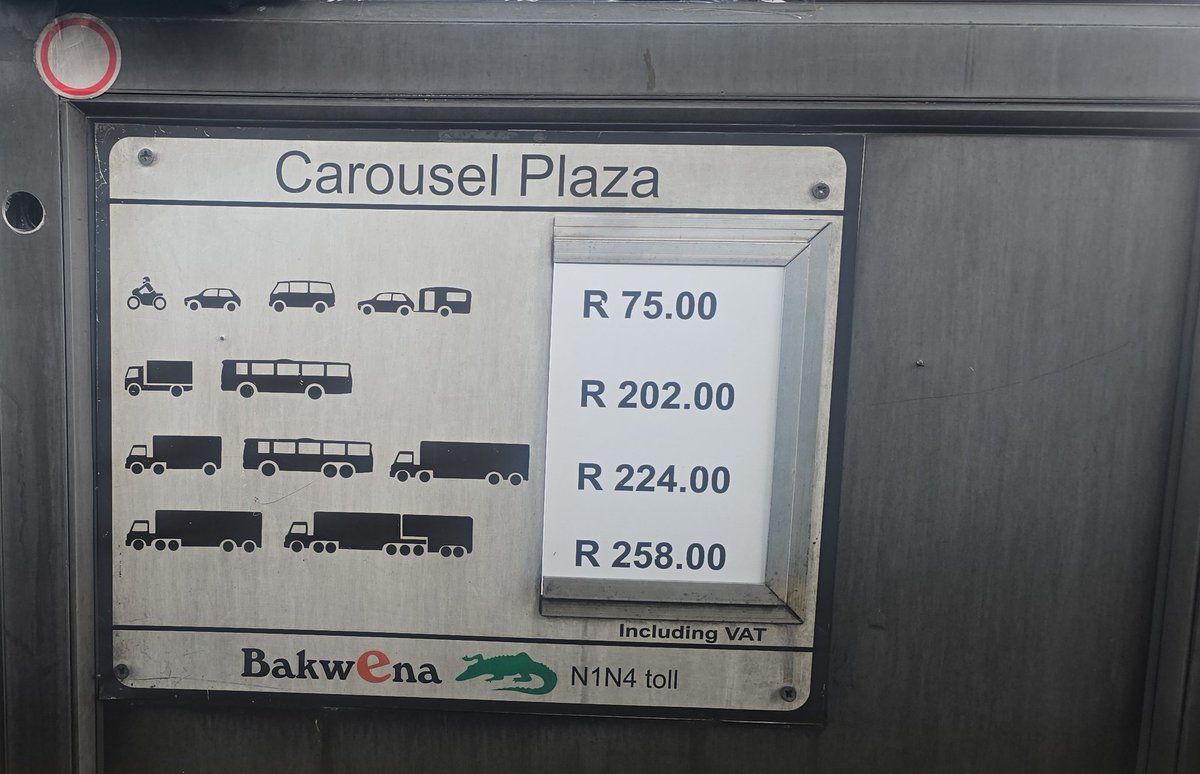 Carousel Plaza
R 75.00
R 202.00
R 224.00
R 258.00
Including VAT
Bakwena N1N4 toll